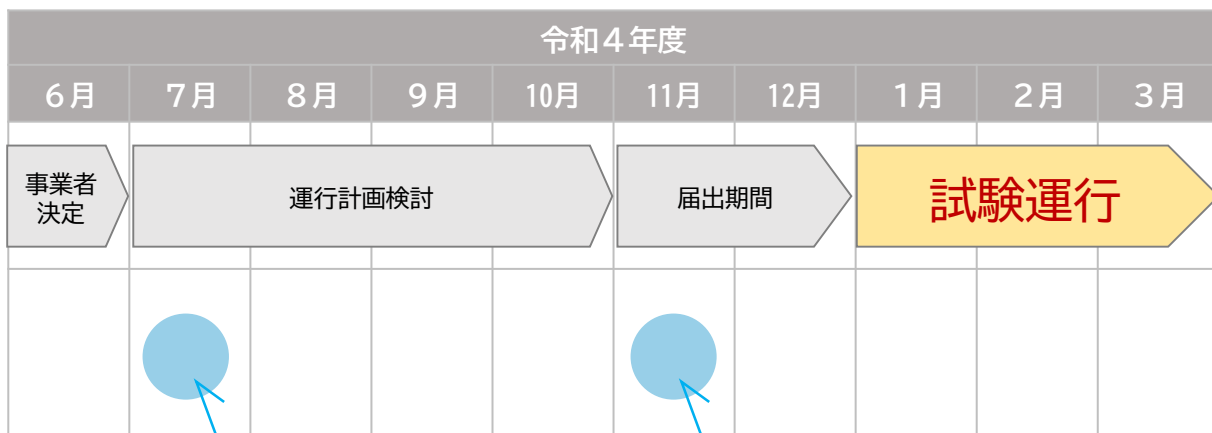 令和４年度
６月 ７月 ８月 ９月 10月 11月 12月 １月 ２月 ３月
事業者
決定
運行計画検討
届出期間
試験運行